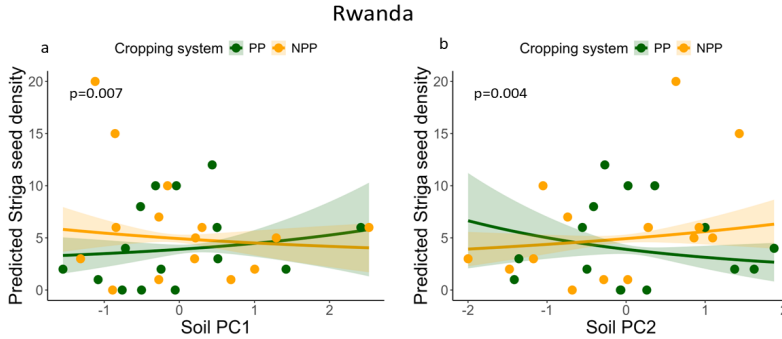 Rwanda
a
Cropping system PP NPP
p=0.007
Predicted Striga seed density
20
15
10
5
0
-1 0 1 2
Soil PC1
b
Cropping system PP NPP
p=0.004
Predicted Striga seed density
20
15
10
5
0
-2 -1 0 1 2
Soil PC2